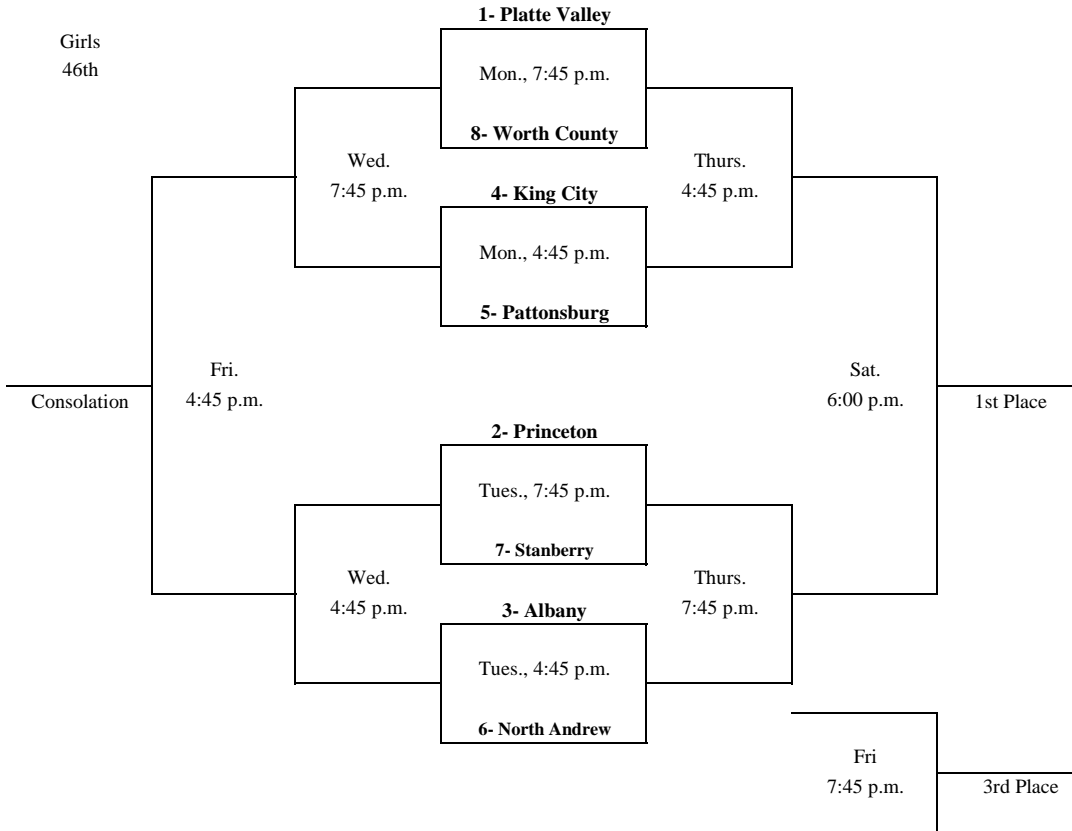 1- Platte Valley
Girls
46th
Mon., 7:45 p.m.
8- Worth County
Wed.
7:45 p.m.
Thurs.
4:45 p.m.
4- King City
Mon., 4:45 p.m.
5- Pattonsburg
Fri.
4:45 p.m.
Consolation
Sat.
6:00 p.m.
1st Place
2- Princeton
Tues., 7:45 p.m.
7- Stanberry
Wed.
4:45 p.m.
Thurs.
7:45 p.m.
3- Albany
Tues., 4:45 p.m.
6- North Andrew
Fri
7:45 p.m.
3rd Place